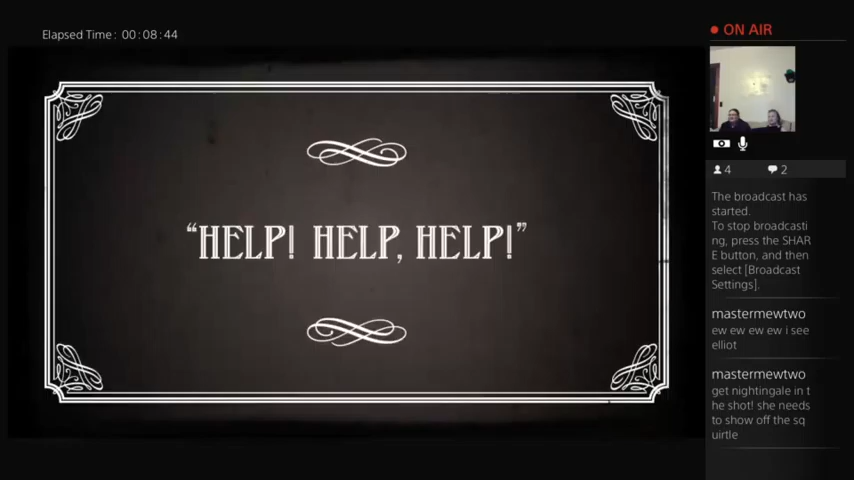 Elapsed Time: 00:08:44
ON AIR
"HELP! HELP, HELP!"
4
2
The broadcast has
started.
To stop broadcasti
ng, press the SHAR
E button, and then
select [Broadcast
Settings].
mastermewtwo
ew ew ew ew i see
elliot
mastermewtwo
get nightingale in t
he shot! she needs
to show off the sq
uirtle